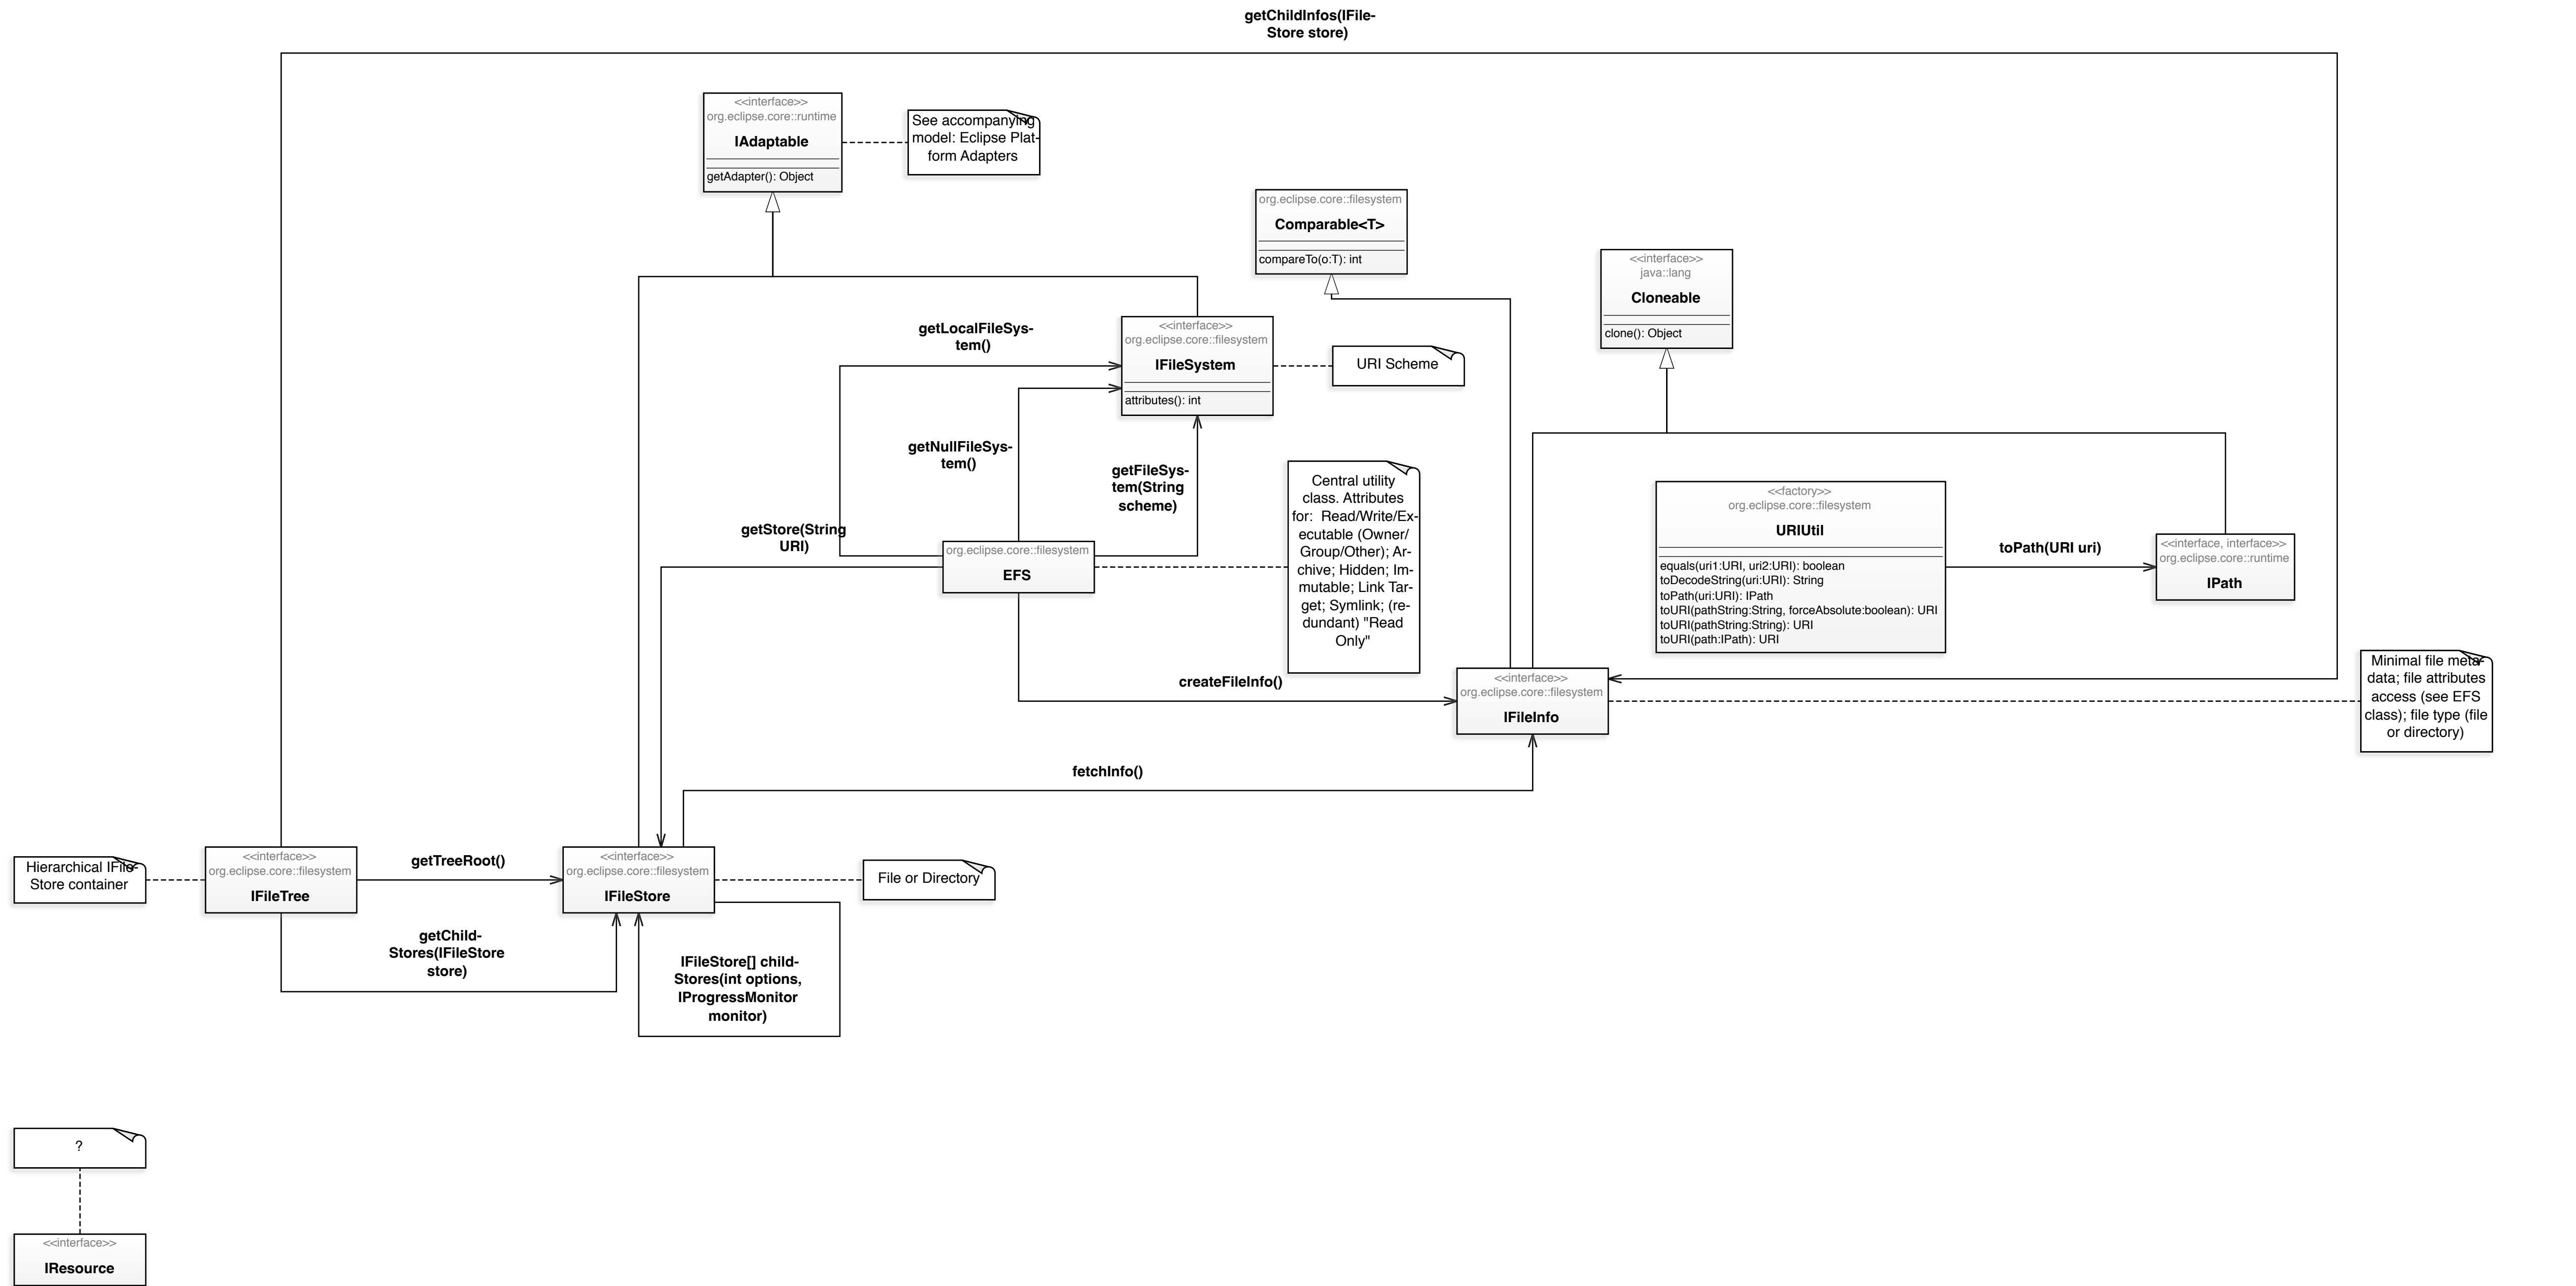 getChildInfos(IFile-
Store store)
<<interface>>
org.eclipse.core::runtime
IAdaptable
getAdapter(): Object
See accompanying
model: Eclipse Plat-
form Adapters
org.eclipse.core::filesystem
Comparable<T>
compareTo(o:T): int
<<interface>>
java::lang
Cloneable
clone(): Object
getLocalFileSys-
tem()
<<interface>>
org.eclipse.core::filesystem
IFileSystem
attributes(): int
URI Scheme
getNullFileSys-
tem()
getFileSys-
tem(String
scheme)
Central utility
class. Attributes
for:  Read/Write/Ex-
ecutable (Owner/
Group/Other); Ar-
chive; Hidden; Im-
mutable; Link Tar-
get; Symlink; (re-
dundant) "Read
Only"
getStore(String
URI)
org.eclipse.core::filesystem
EFS
<<factory>>
org.eclipse.core::filesystem
URIUtil
equals(uri1:URI, uri2:URI): boolean
toDecodeString(uri:URI): String
toPath(uri:URI): IPath
toURI(pathString:String, forceAbsolute:boolean): URI
toURI(pathString:String): URI
toURI(path:IPath): URI
toPath(URI uri)
<<interface, interface>>
org.eclipse.core::runtime
IPath
createFileInfo()
<<interface>>
org.eclipse.core::filesystem
IFileInfo
Minimal file meta-
data; file attributes
access (see EFS
class); file type (file
or directory)
fetchInfo()
Hierarchical IFile-
Store container
<<interface>>
org.eclipse.core::filesystem
IFileTree
getTreeRoot()
<<interface>>
org.eclipse.core::filesystem
IFileStore
File or Directory
getChild-
Stores(IFileStore
store)
IFileStore[] child-
Stores(int options,
IProgressMonitor
monitor)
?
<<interface>>
IResource